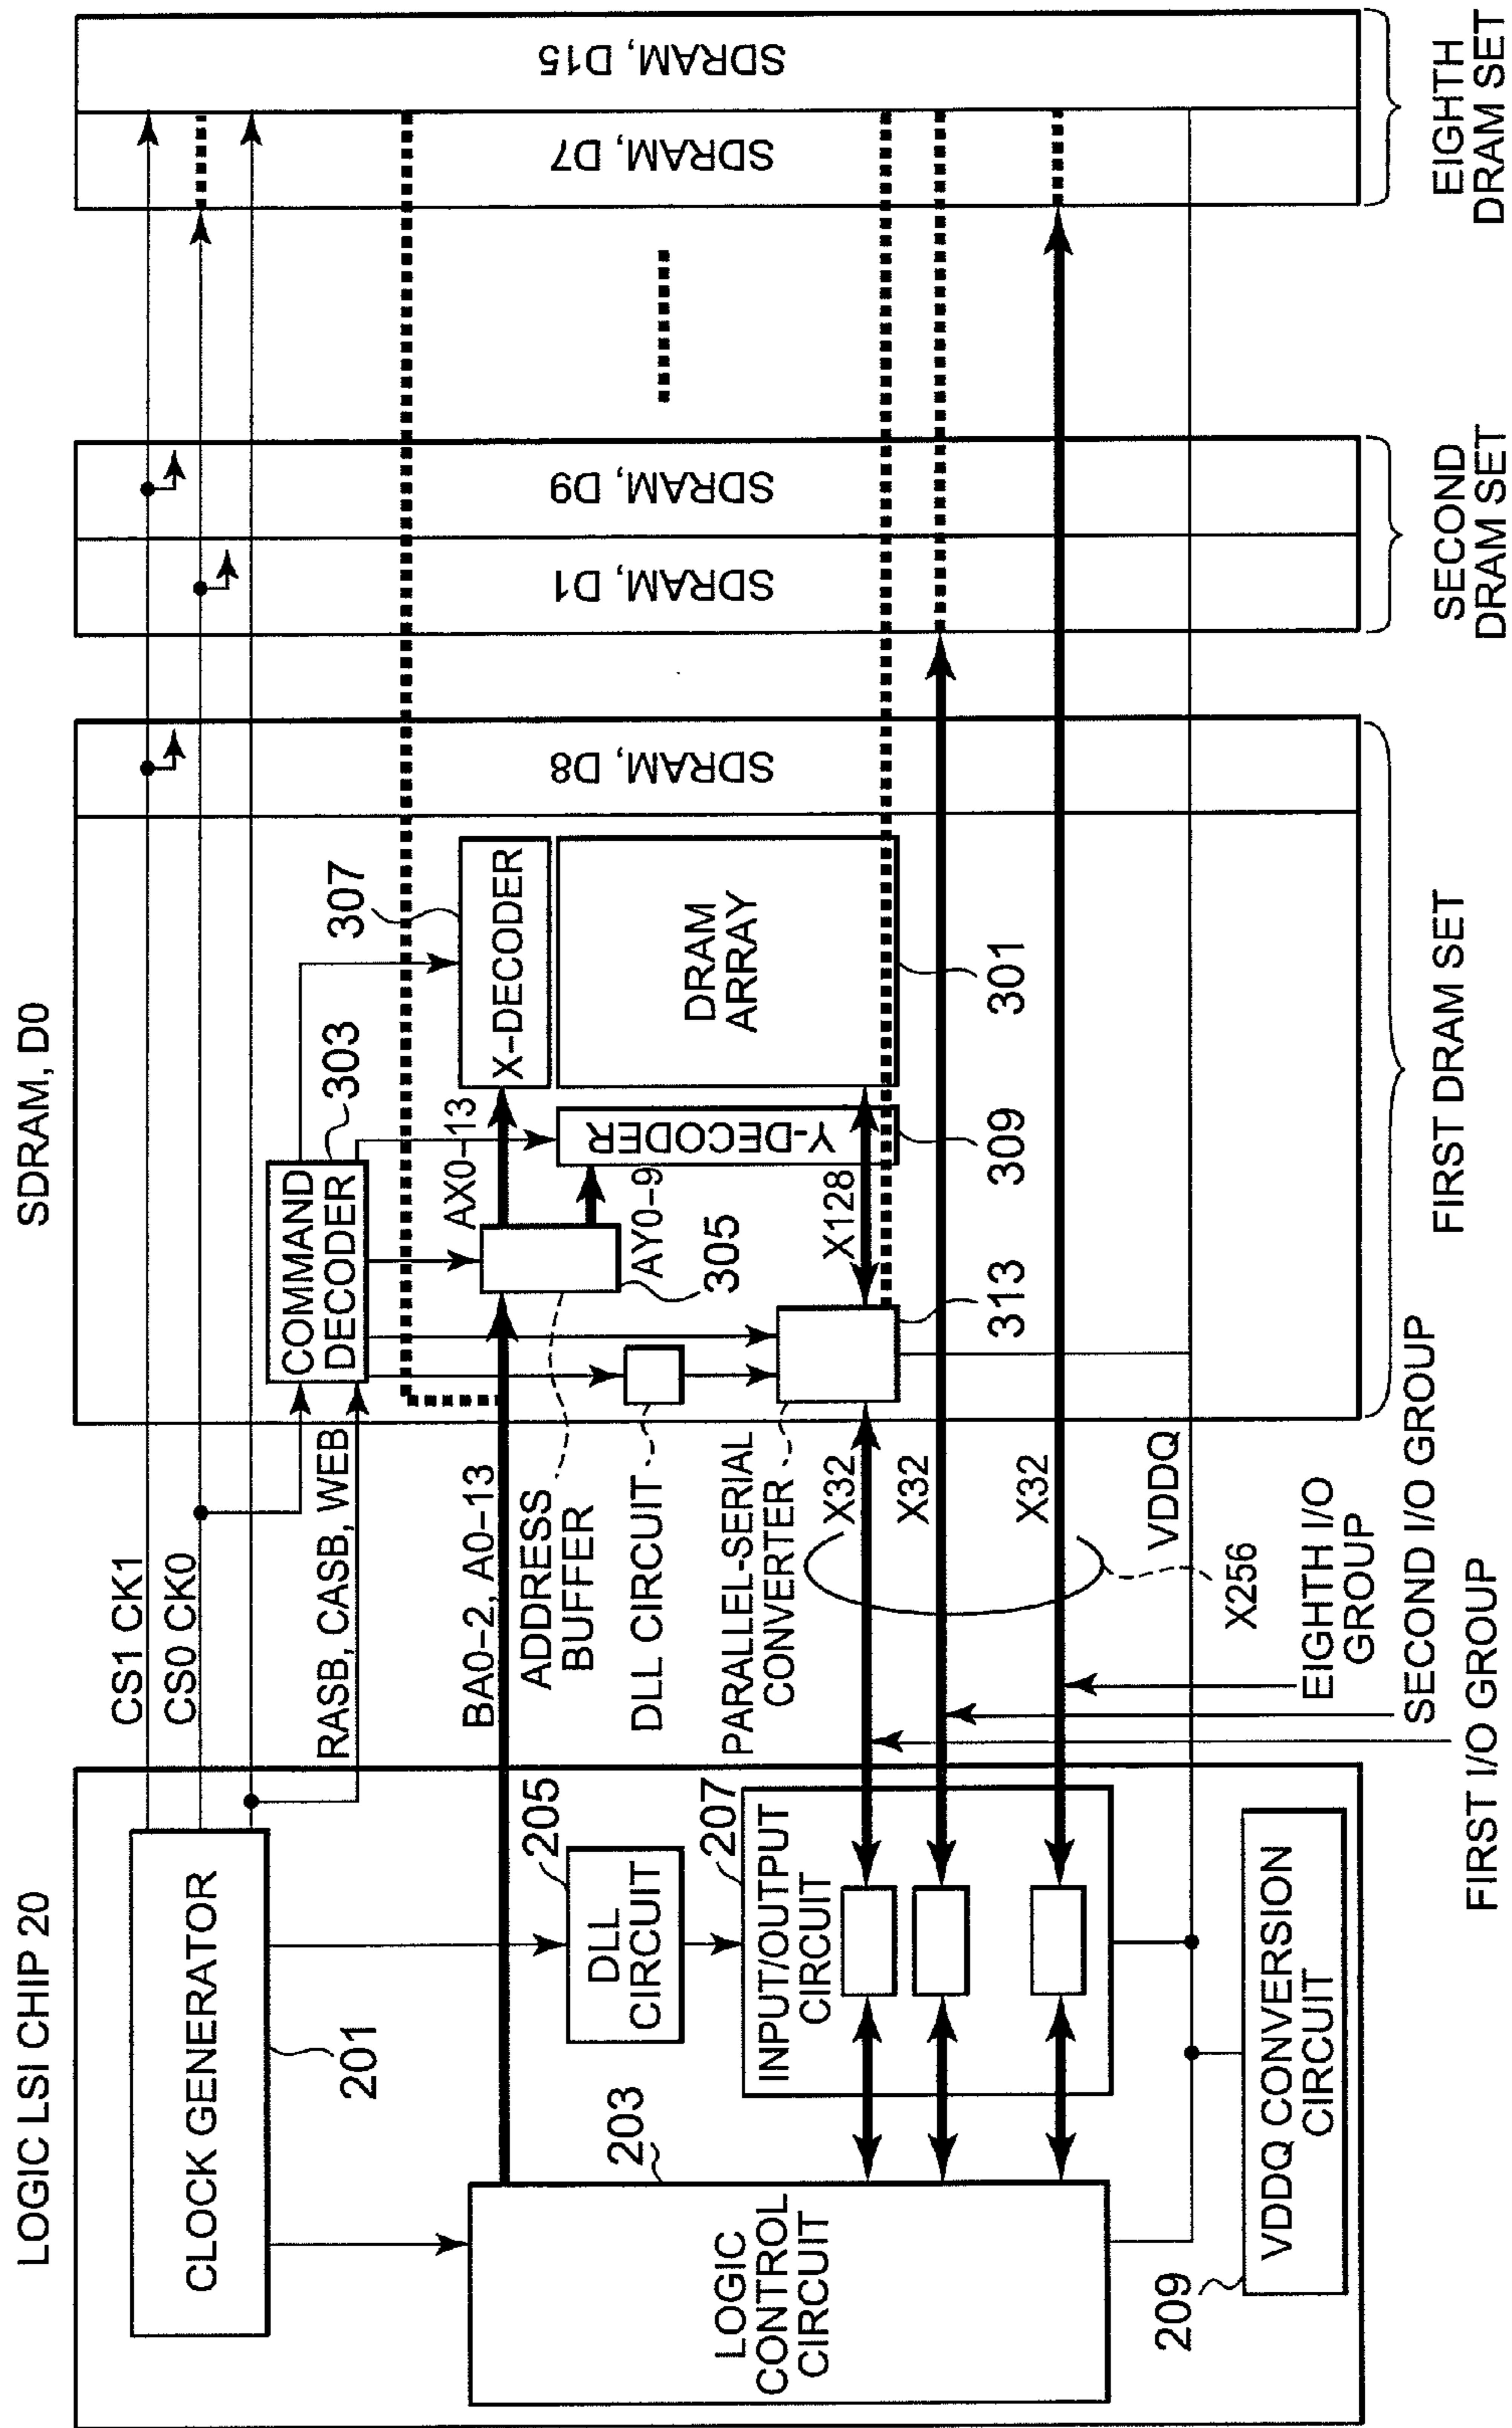 LOGIC LSI CHIP 20
CLOCK GENERATOR
201
LOGIC
CONTROL
CIRCUIT
203
DLL
CIRCUIT
205
INPUT/OUTPUT
CIRCUIT
207
VDDQ CONVERSION
CIRCUIT
209
CS1 CK1
CS0 CK0
RASB, CASB, WEB
BA0-2, A0-13
ADDRESS
BUFFER
DLL CIRCUIT
PARALLEL-SERIAL
CONVERTER
X32
X32
X32
VDDQ
X256
EIGHTH I/O
GROUP
SECOND I/O GROUP
FIRST I/O GROUP
SDRAM, D0
COMMAND
DECODER
303
AX0-13
AY0-9
305
X-DECODER
307
Y-DECODER
309
DRAM
ARRAY
301
X128
313
SDRAM, D8
FIRST DRAM SET
SDRAM, D1
SDRAM, D9
SECOND
DRAM SET
SDRAM, D7
SDRAM, D15
EIGHTH
DRAM SET